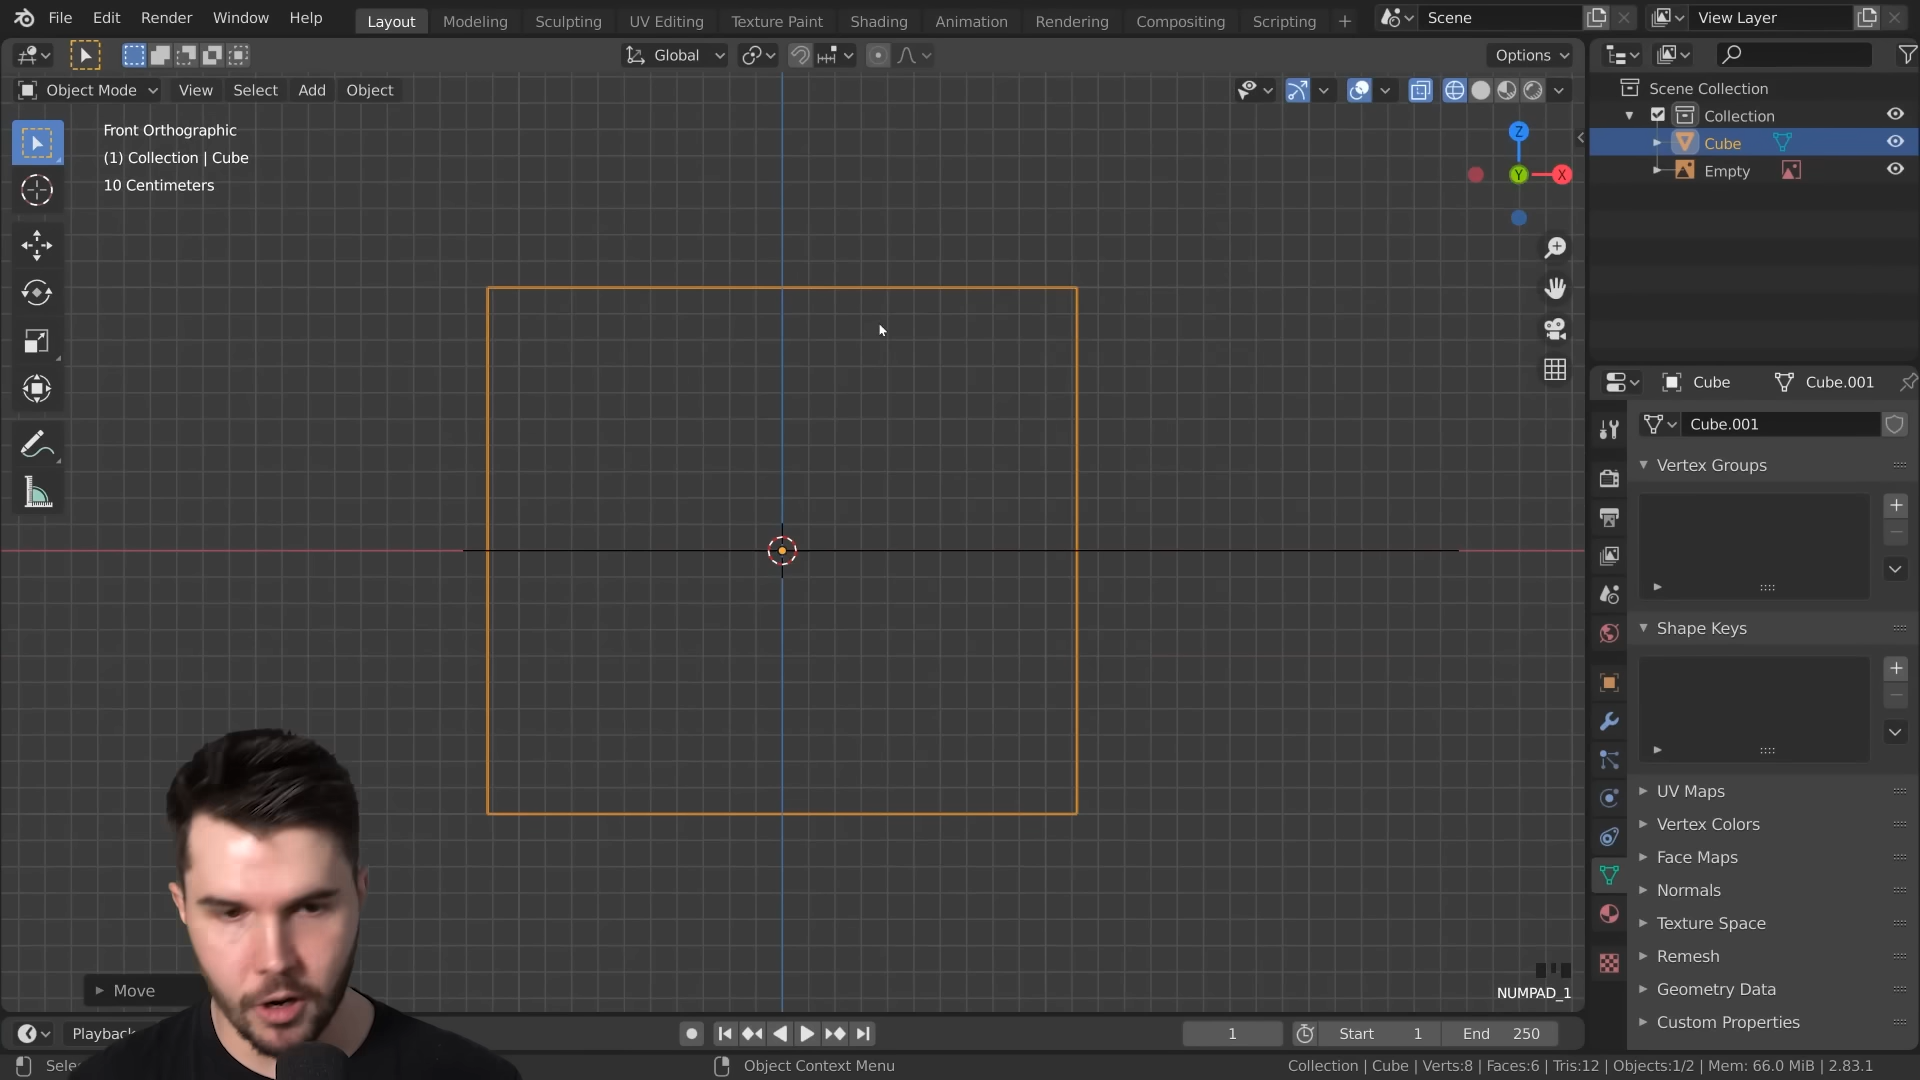 File Edit Render Window Help
Layout Modeling Sculpting UV Editing Texture Paint Shading Animation Rendering Compositing Scripting
Scene
View Layer
Global
Options
Object Mode View Select Add Object
Front Orthographic
(1) Collection | Cube
10 Centimeters
Z
Y
X
Scene Collection
Collection
Cube
Empty
Cube Cube.001
Cube.001
Vertex Groups
Shape Keys
UV Maps
Vertex Colors
Face Maps
Normals
Texture Space
Remesh
Geometry Data
Custom Properties
Move
NUMPAD_1
Playback
1
Start 1
End 250
Object Context Menu
Collection | Cube | Verts:8 | Faces:6 | Tris:12 | Objects:1/2 | Mem: 66.0 MiB | 2.83.1